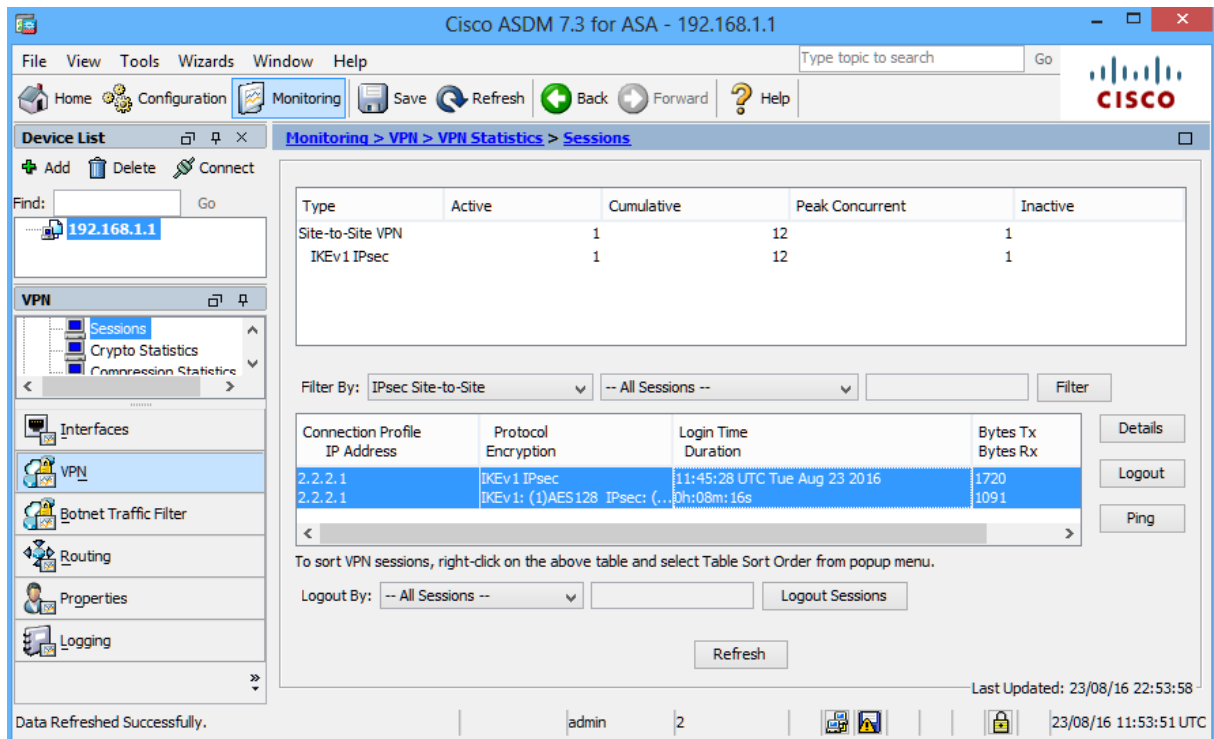 Cisco ASDM 7.3 for ASA - 192.168.1.1
File View Tools Wizards Window Help
Type topic to search Go
Home Configuration Monitoring Save Refresh Back Forward Help
CISCO
Device List
Add Delete Connect
Find: Go
192.168.1.1
VPN
Sessions
Crypto Statistics
Compression Statistics
Interfaces
VPN
Botnet Traffic Filter
Routing
Properties
Logging
Monitoring > VPN > VPN Statistics > Sessions
Type Active Cumulative Peak Concurrent Inactive
Site-to-Site VPN 1 12 1
IKEv1 IPsec 1 12 1
Filter By: IPsec Site-to-Site -- All Sessions -- Filter
Connection Profile Protocol Login Time Bytes Tx
IP Address Encryption Duration Bytes Rx
2.2.2.1 IKEv1 IPsec 11:45:28 UTC Tue Aug 23 2016 1720
2.2.2.1 IKEv1: (1)AES128 IPsec: (... 0h:08m:16s 1091
Details
Logout
Ping
To sort VPN sessions, right-click on the above table and select Table Sort Order from popup menu.
Logout By: -- All Sessions -- Logout Sessions
Refresh
Last Updated: 23/08/16 22:53:58
Data Refreshed Successfully. admin 2 23/08/16 11:53:51 UTC